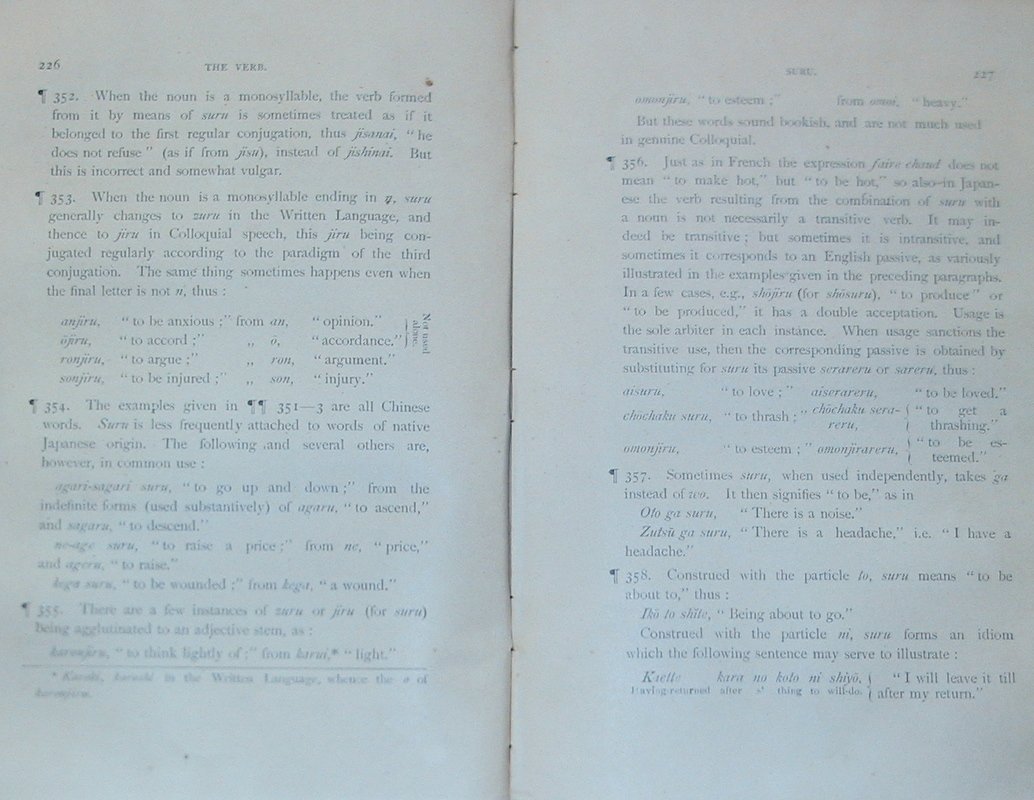 226
THE VERB.
¶ 352. When the noun is a monosyllable, the verb formed
from it by means of suru is sometimes treated as if it
belonged to the first regular conjugation, thus jisanai, “he
does not refuse” (as if from jisu), instead of jishinai. But
this is incorrect and somewhat vulgar.
¶ 353. When the noun is a monosyllable ending in n, suru
generally changes to zuru in the Written Language, and
thence to jiru in Colloquial speech, this jiru being con-
jugated regularly according to the paradigm of the third
conjugation. The same thing sometimes happens even when
the final letter is not n, thus :
anjiru, “to be anxious ;” from an, “opinion.”
ōjiru, “to accord ;” „ ō, “accordance.”
ronjiru, “to argue ;” „ ron, “argument.”
sonjiru, “to be injured ;” „ son, “injury.”
Not used
alone.
¶ 354. The examples given in ¶¶ 351—3 are all Chinese
words. Suru is less frequently attached to words of native
Japanese origin. The following and several others are,
however, in common use :
agari-sagari suru, “to go up and down ;” from the
indefinite forms (used substantively) of agaru, “to ascend,”
and sagaru, “to descend.”
ne-age suru, “to raise a price ;” from ne, “price,”
and ageru, “to raise.”
kega suru, “to be wounded ;” from kega, “a wound.”
¶ 355. There are a few instances of zuru or jiru (for suru)
being agglutinated to an adjective stem, as :
karonjiru, “to think lightly of ;” from karui,* “light.”
* Karoki, karoshi in the Written Language, whence the o of
karonjiru.
SURU.
227
omonjiru, “to esteem ;” from omoi, “heavy.”
But these words sound bookish, and are not much used
in genuine Colloquial.
¶ 356. Just as in French the expression faire chaud does not
mean “to make hot,” but “to be hot,” so also in Japan-
ese the verb resulting from the combination of suru with
a noun is not necessarily a transitive verb. It may in-
deed be transitive ; but sometimes it is intransitive, and
sometimes it corresponds to an English passive, as variously
illustrated in the examples given in the preceding paragraphs.
In a few cases, e.g., shōjiru (for shōsuru), “to produce” or
“to be produced,” it has a double acceptation. Usage is
the sole arbiter in each instance. When usage sanctions the
transitive use, then the corresponding passive is obtained by
substituting for suru its passive serareru or sareru, thus :
aisuru, “to love ;” aiserareru, “to be loved.”
chōchaku suru, “to thrash ;” chōchaku sera- “to get a
reru, thrashing.”
omonjiru, “to esteem ;” omonjirareru, “to be es-
teemed.”
¶ 357. Sometimes suru, when used independently, takes ga
instead of wo. It then signifies “to be,” as in
Oto ga suru, “There is a noise.”
Zutsū ga suru, “There is a headache,” i.e. “I have a
headache.”
¶ 358. Construed with the particle to, suru means “to be
about to,” thus :
Ikō to shite, “Being about to go.”
Construed with the particle ni, suru forms an idiom
which the following sentence may serve to illustrate :
Kaette kara no koto ni shiyō. “I will leave it till
Having-returned after 's' thing to will-do. after my return.”